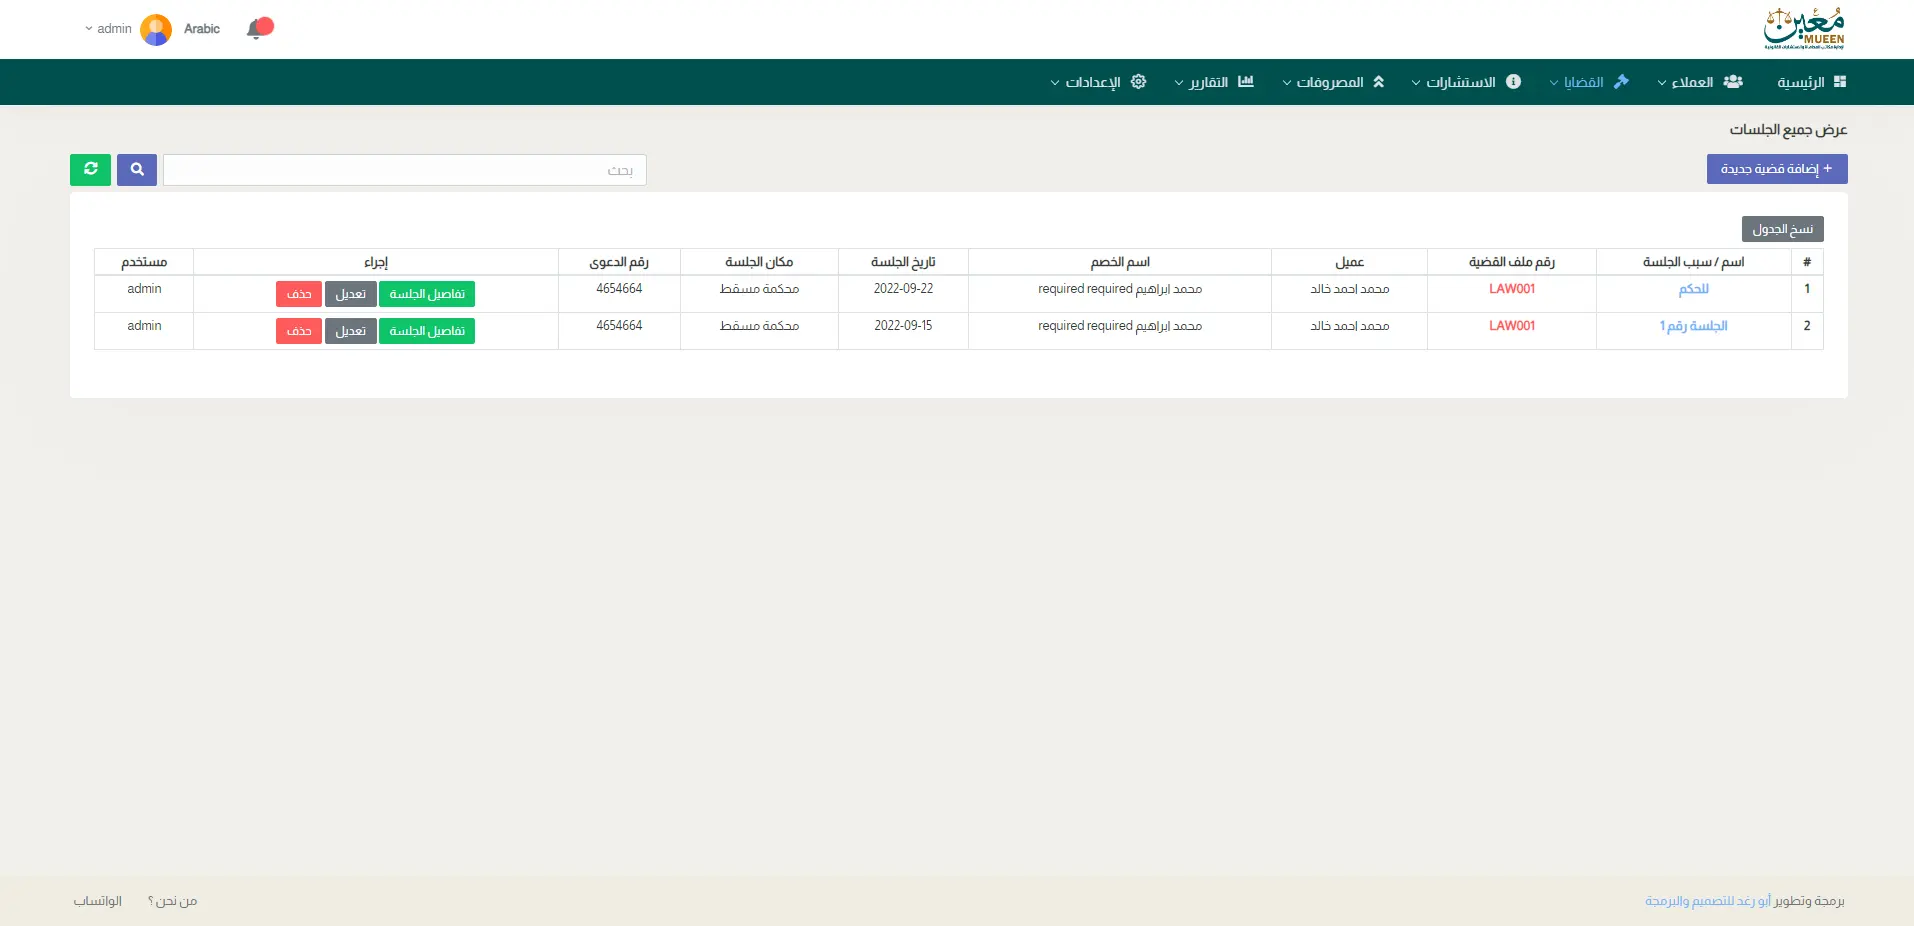 مُعين
MUEEN
Arabic
admin
الرئيسية
العملاء
القضايا
الاستشارات
المصروفات
التقارير
الإعدادات
عرض جميع الجلسات
+ إضافة قضية جديدة
بحث
نسخ الجدول
# اسم / سبب الجلسة رقم ملف القضية عميل اسم الخصم تاريخ الجلسة مكان الجلسة رقم الدعوى إجراء مستخدم
1 للحكم LAW001 محمد احمد خالد محمد ابراهيم required required 2022-09-22 محكمة مسقط 4654664 تفاصيل الجلسة تعديل حذف admin
2 الجلسة رقم 1 LAW001 محمد احمد خالد محمد ابراهيم required required 2022-09-15 محكمة مسقط 4654664 تفاصيل الجلسة تعديل حذف admin
برمجة وتطوير أبو رغد للتصميم والبرمجة
من نحن ؟
الواتساب